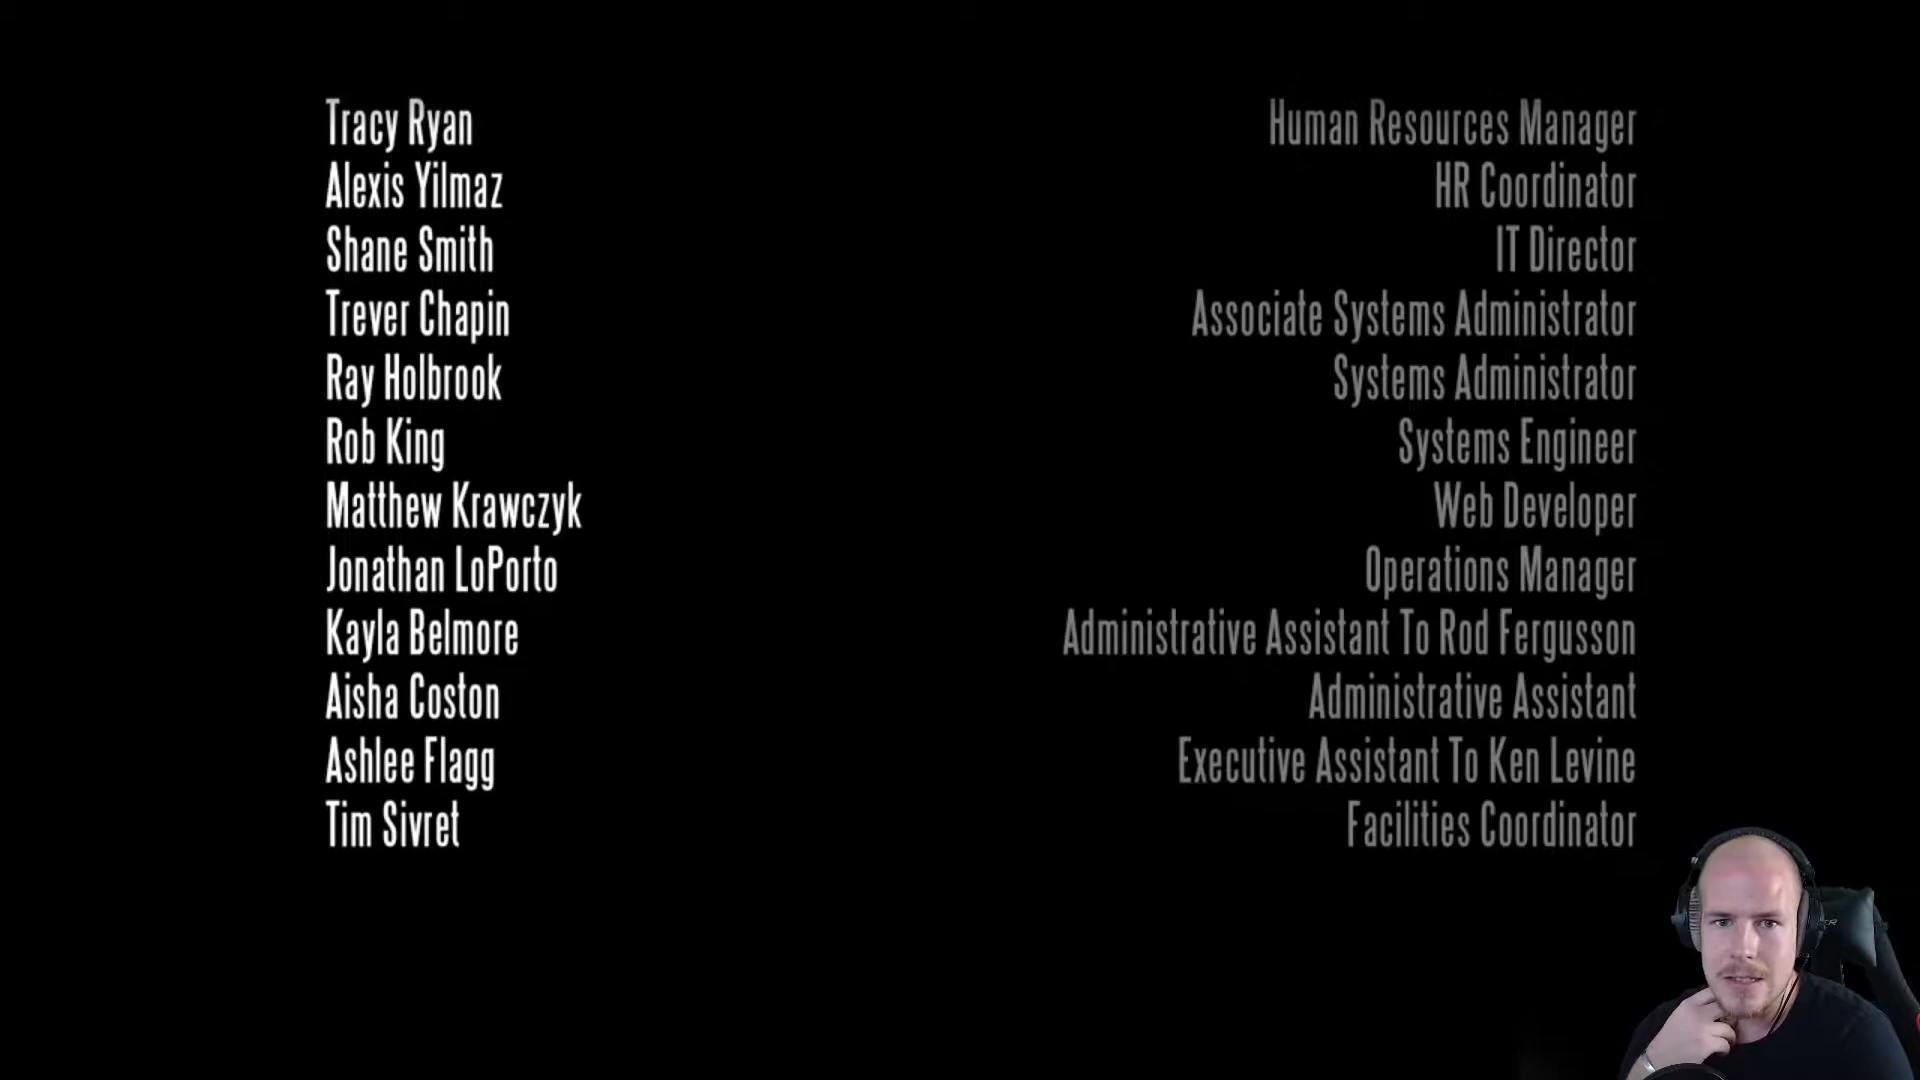 Tracy Ryan Human Resources Manager
Alexis Yilmaz HR Coordinator
Shane Smith IT Director
Trever Chapin Associate Systems Administrator
Ray Holbrook Systems Administrator
Rob King Systems Engineer
Matthew Krawczyk Web Developer
Jonathan LoPorto Operations Manager
Kayla Belmore Administrative Assistant To Rod Fergusson
Aisha Coston Administrative Assistant
Ashlee Flagg Executive Assistant To Ken Levine
Tim Sivret Facilities Coordinator